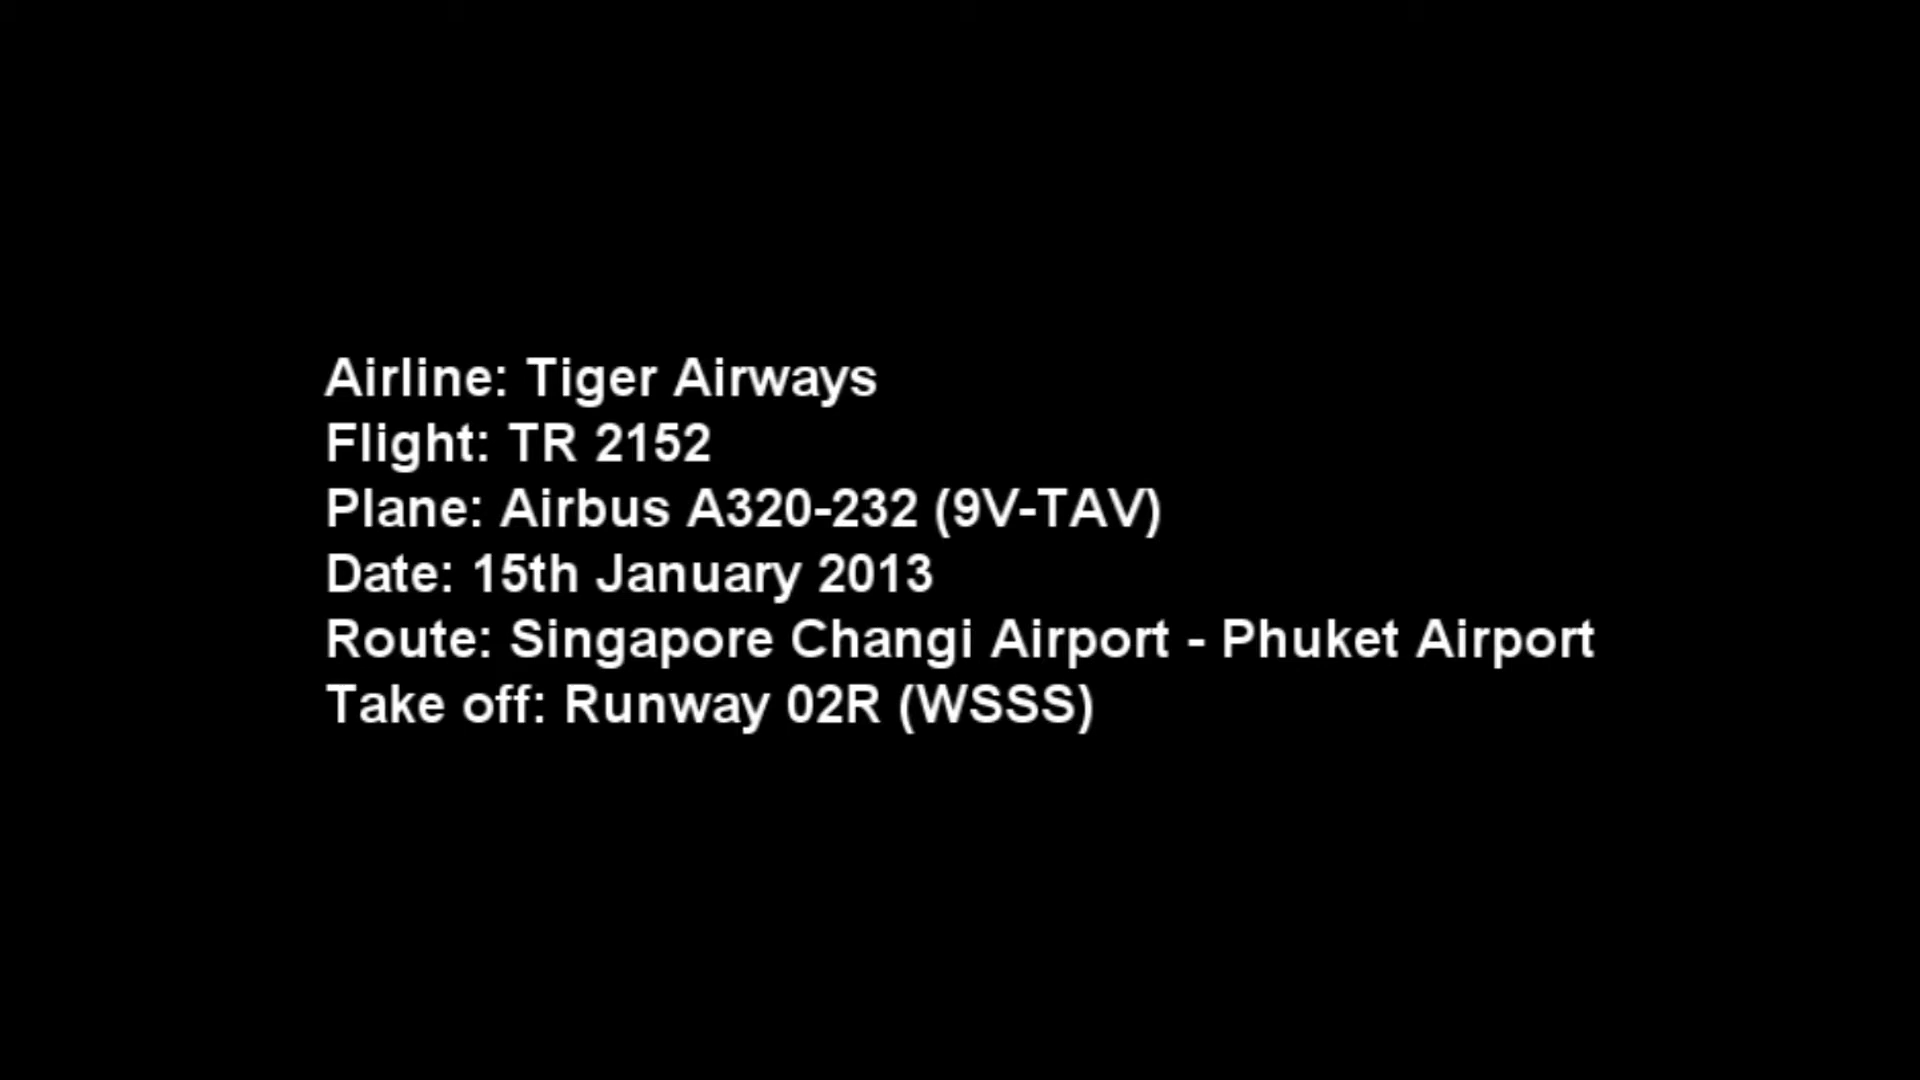 Airline: Tiger Airways
Flight: TR 2152
Plane: Airbus A320-232 (9V-TAV)
Date: 15th January 2013
Route: Singapore Changi Airport - Phuket Airport
Take off: Runway 02R (WSSS)